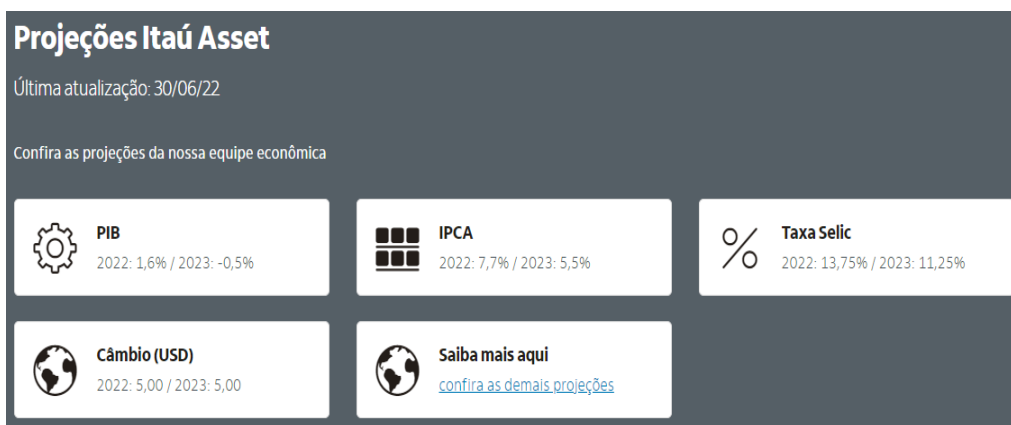 Projeções Itaú Asset
Última atualização: 30/06/22
Confira as projeções da nossa equipe econômica
PIB
2022: 1,6% / 2023: -0,5%
IPCA
2022: 7,7% / 2023: 5,5%
Taxa Selic
2022: 13,75% / 2023: 11,25%
Câmbio (USD)
2022: 5,00 / 2023: 5,00
Saiba mais aqui
confira as demais projeções